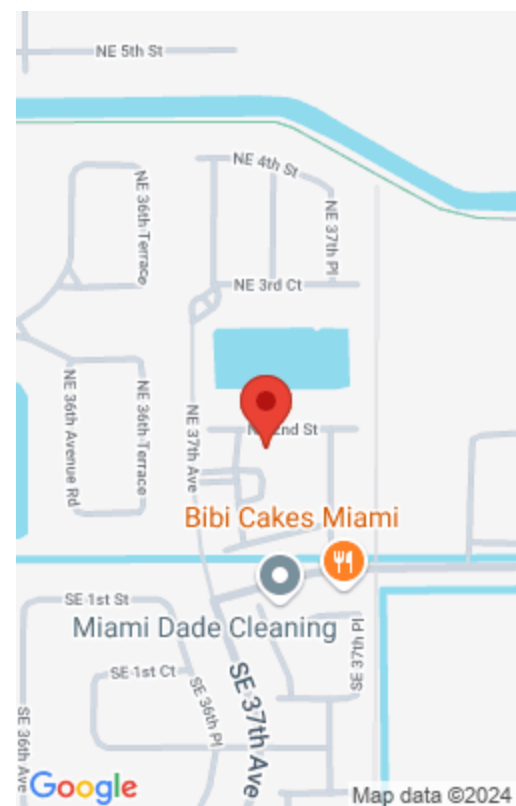 NE 5th St
NE 4th St
NE 36th Terrace
NE 37th Pl
NE 3rd Ct
NE 36th Avenue Rd
NE 36th Terrace
NE 37th Ave
2nd St
Bibi Cakes Miami
SE 1st St
Miami Dade Cleaning
SE 37th Pl
SE 1st Ct
SE 36th Pl
SE 37th Ave
SE 36th Ave
Google
Map data ©2024